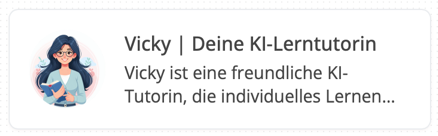 Vicky | Deine KI-Lerntutorin
Vicky ist eine freundliche KI-
Tutorin, die individuelles Lernen...